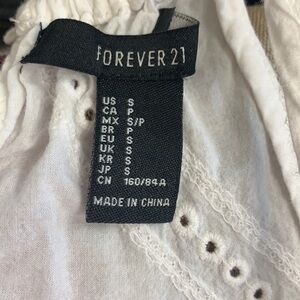 FOREVER 21
US S
CA P
MX S/P
BR P
EU S
UK S
KR S
JP S
CN 160/84A
MADE IN CHINA